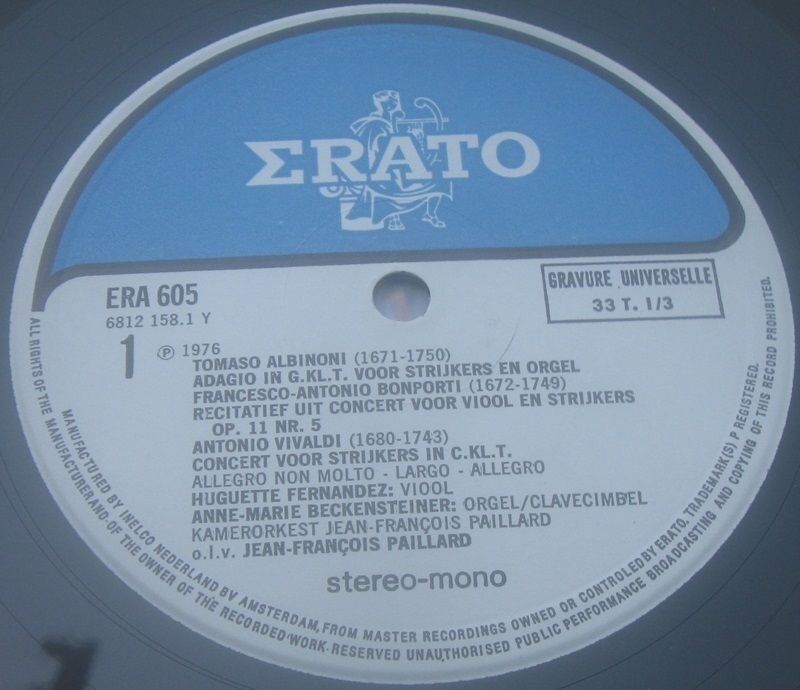 ΣRATO
ERA 605
6812 158.1 Y
GRAVURE UNIVERSELLE
33 T. 1/3
1
℗ 1976
TOMASO ALBINONI (1671-1750)
ADAGIO IN G.KL.T. VOOR STRIJKERS EN ORGEL
FRANCESCO-ANTONIO BONPORTI (1672-1749)
RECITATIEF UIT CONCERT VOOR VIOOL EN STRIJKERS
OP. 11 NR. 5
ANTONIO VIVALDI (1680-1743)
CONCERT VOOR STRIJKERS IN C.KL.T.
ALLEGRO NON MOLTO - LARGO - ALLEGRO
HUGUETTE FERNANDEZ: VIOOL
ANNE-MARIE BECKENSTEINER: ORGEL/CLAVECIMBEL
KAMERORKEST JEAN-FRANÇOIS PAILLARD
o.l.v. JEAN-FRANÇOIS PAILLARD
stereo-mono
MANUFACTURED BY INELCO NEDERLAND BV AMSTERDAM, FROM MASTER RECORDINGS OWNED OR CONTROLED BY ERATO, TRADEMARK(S) P REGISTERED.
ALL RIGHTS OF THE MANUFACTURER AND OF THE OWNER OF THE RECORDED WORK RESERVED UNAUTHORISED PUBLIC PERFORMANCE BROADCASTING AND COPYING OF THIS RECORD PROHIBITED.